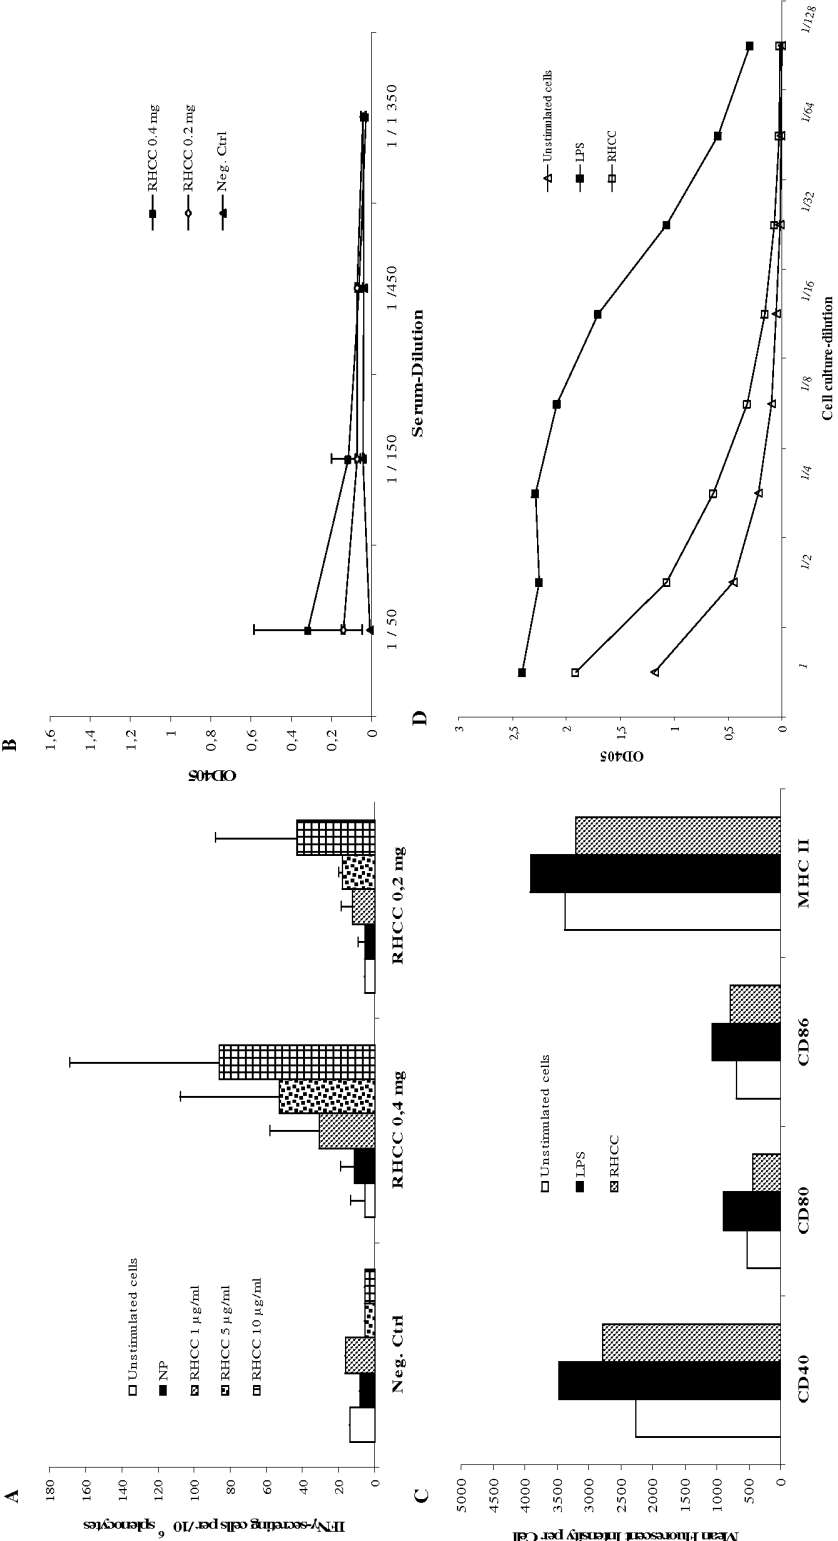 A
IFNγ-secreting cells per/10⁶ splenocytes
180
160
140
120
100
80
60
40
20
0
Unstimulated cells
NP
RHCC 1 µg/ml
RHCC 5 µg/ml
RHCC 10 µg/ml
Neg. Ctrl
RHCC 0,4 mg
RHCC 0,2 mg
B
OD405
1,6
1,4
1,2
1
0,8
0,6
0,4
0,2
0
RHCC 0.4 mg
RHCC 0.2 mg
Neg. Ctrl
1 / 50
1 / 150
1 /450
1 / 1 350
Serum-Dilution
C
Mean Fluorescent Intensity per Cell
5000
4500
4000
3500
3000
2500
2000
1500
1000
500
0
Unstimulated cells
LPS
RHCC
CD40
CD80
CD86
MHC II
D
OD405
3
2,5
2
1,5
1
0,5
0
Unstimulated cells
LPS
RHCC
1
1/2
1/4
1/8
1/16
1/32
1/64
1/128
Cell culture-dilution